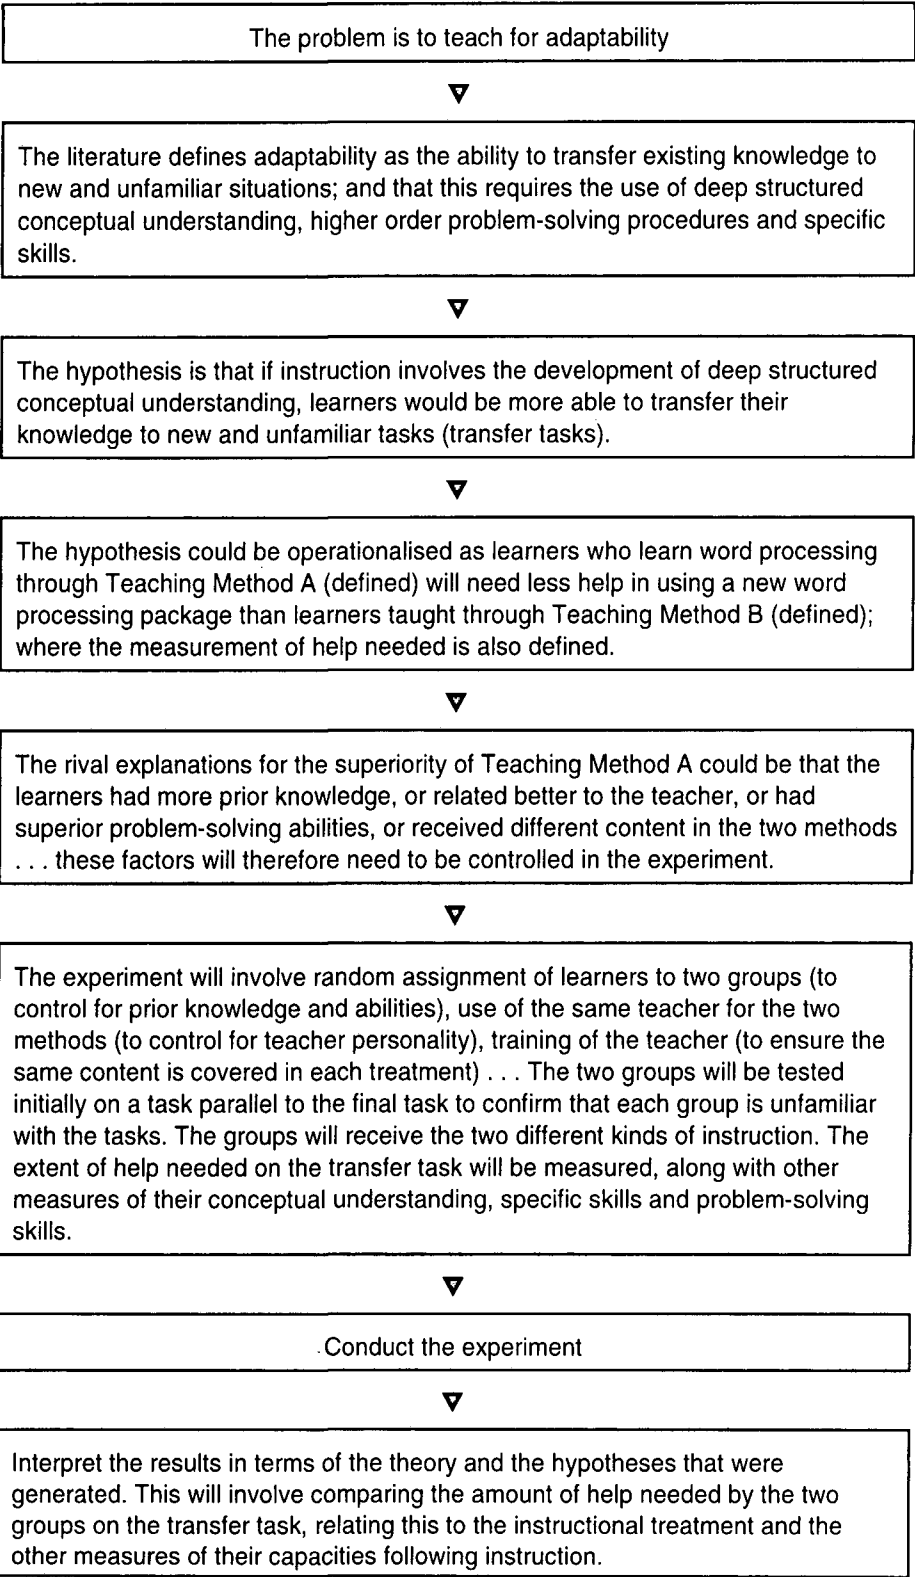 The problem is to teach for adaptability
The literature defines adaptability as the ability to transfer existing knowledge to
new and unfamiliar situations; and that this requires the use of deep structured
conceptual understanding, higher order problem-solving procedures and specific
skills.
The hypothesis is that if instruction involves the development of deep structured
conceptual understanding, learners would be more able to transfer their
knowledge to new and unfamiliar tasks (transfer tasks).
The hypothesis could be operationalised as learners who learn word processing
through Teaching Method A (defined) will need less help in using a new word
processing package than learners taught through Teaching Method B (defined);
where the measurement of help needed is also defined.
The rival explanations for the superiority of Teaching Method A could be that the
learners had more prior knowledge, or related better to the teacher, or had
superior problem-solving abilities, or received different content in the two methods
. . . these factors will therefore need to be controlled in the experiment.
The experiment will involve random assignment of learners to two groups (to
control for prior knowledge and abilities), use of the same teacher for the two
methods (to control for teacher personality), training of the teacher (to ensure the
same content is covered in each treatment) . . . The two groups will be tested
initially on a task parallel to the final task to confirm that each group is unfamiliar
with the tasks. The groups will receive the two different kinds of instruction. The
extent of help needed on the transfer task will be measured, along with other
measures of their conceptual understanding, specific skills and problem-solving
skills.
Conduct the experiment
Interpret the results in terms of the theory and the hypotheses that were
generated. This will involve comparing the amount of help needed by the two
groups on the transfer task, relating this to the instructional treatment and the
other measures of their capacities following instruction.